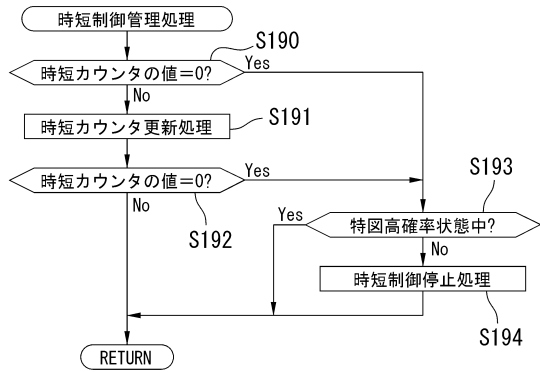 時短制御管理処理
S190
時短カウンタの値=0?
Yes
No
時短カウンタ更新処理
S191
時短カウンタの値=0?
Yes
No
S192
S193
特図高確率状態中?
Yes
No
時短制御停止処理
S194
RETURN